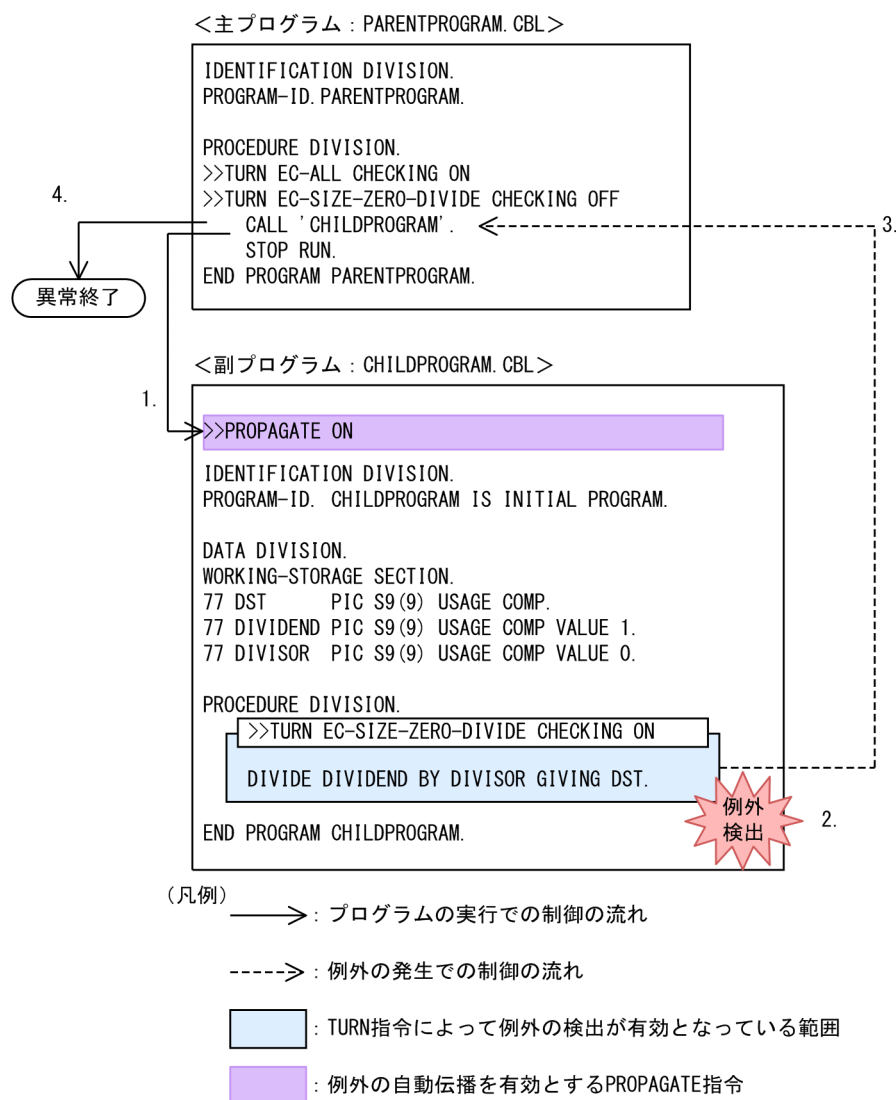 ＜主プログラム：PARENTPROGRAM.CBL＞
IDENTIFICATION DIVISION.
PROGRAM-ID.PARENTPROGRAM.
PROCEDURE DIVISION.
>>TURN EC-ALL CHECKING ON
>>TURN EC-SIZE-ZERO-DIVIDE CHECKING OFF
CALL 'CHILDPROGRAM'.
STOP RUN.
END PROGRAM PARENTPROGRAM.
4.
3.
異常終了
＜副プログラム：CHILDPROGRAM.CBL＞
1.
>>PROPAGATE ON
IDENTIFICATION DIVISION.
PROGRAM-ID. CHILDPROGRAM IS INITIAL PROGRAM.
DATA DIVISION.
WORKING-STORAGE SECTION.
77 DST      PIC S9(9) USAGE COMP.
77 DIVIDEND PIC S9(9) USAGE COMP VALUE 1.
77 DIVISOR  PIC S9(9) USAGE COMP VALUE 0.
PROCEDURE DIVISION.
>>TURN EC-SIZE-ZERO-DIVIDE CHECKING ON
DIVIDE DIVIDEND BY DIVISOR GIVING DST.
例外
検出
2.
END PROGRAM CHILDPROGRAM.
(凡例)
：プログラムの実行での制御の流れ
：例外の発生での制御の流れ
：TURN指令によって例外の検出が有効となっている範囲
：例外の自動伝播を有効とするPROPAGATE指令